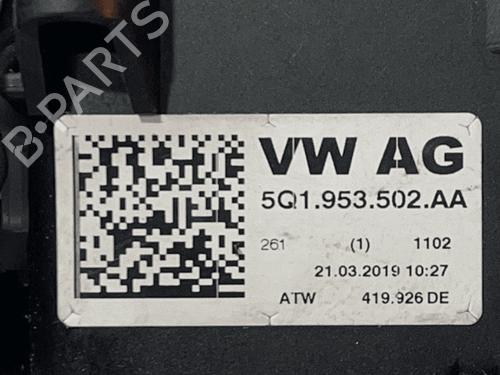 B-PARTS
VW AG
5Q1.953.502.AA
261 (1) 1102
21.03.2019 10:27
ATW 419.926 DE